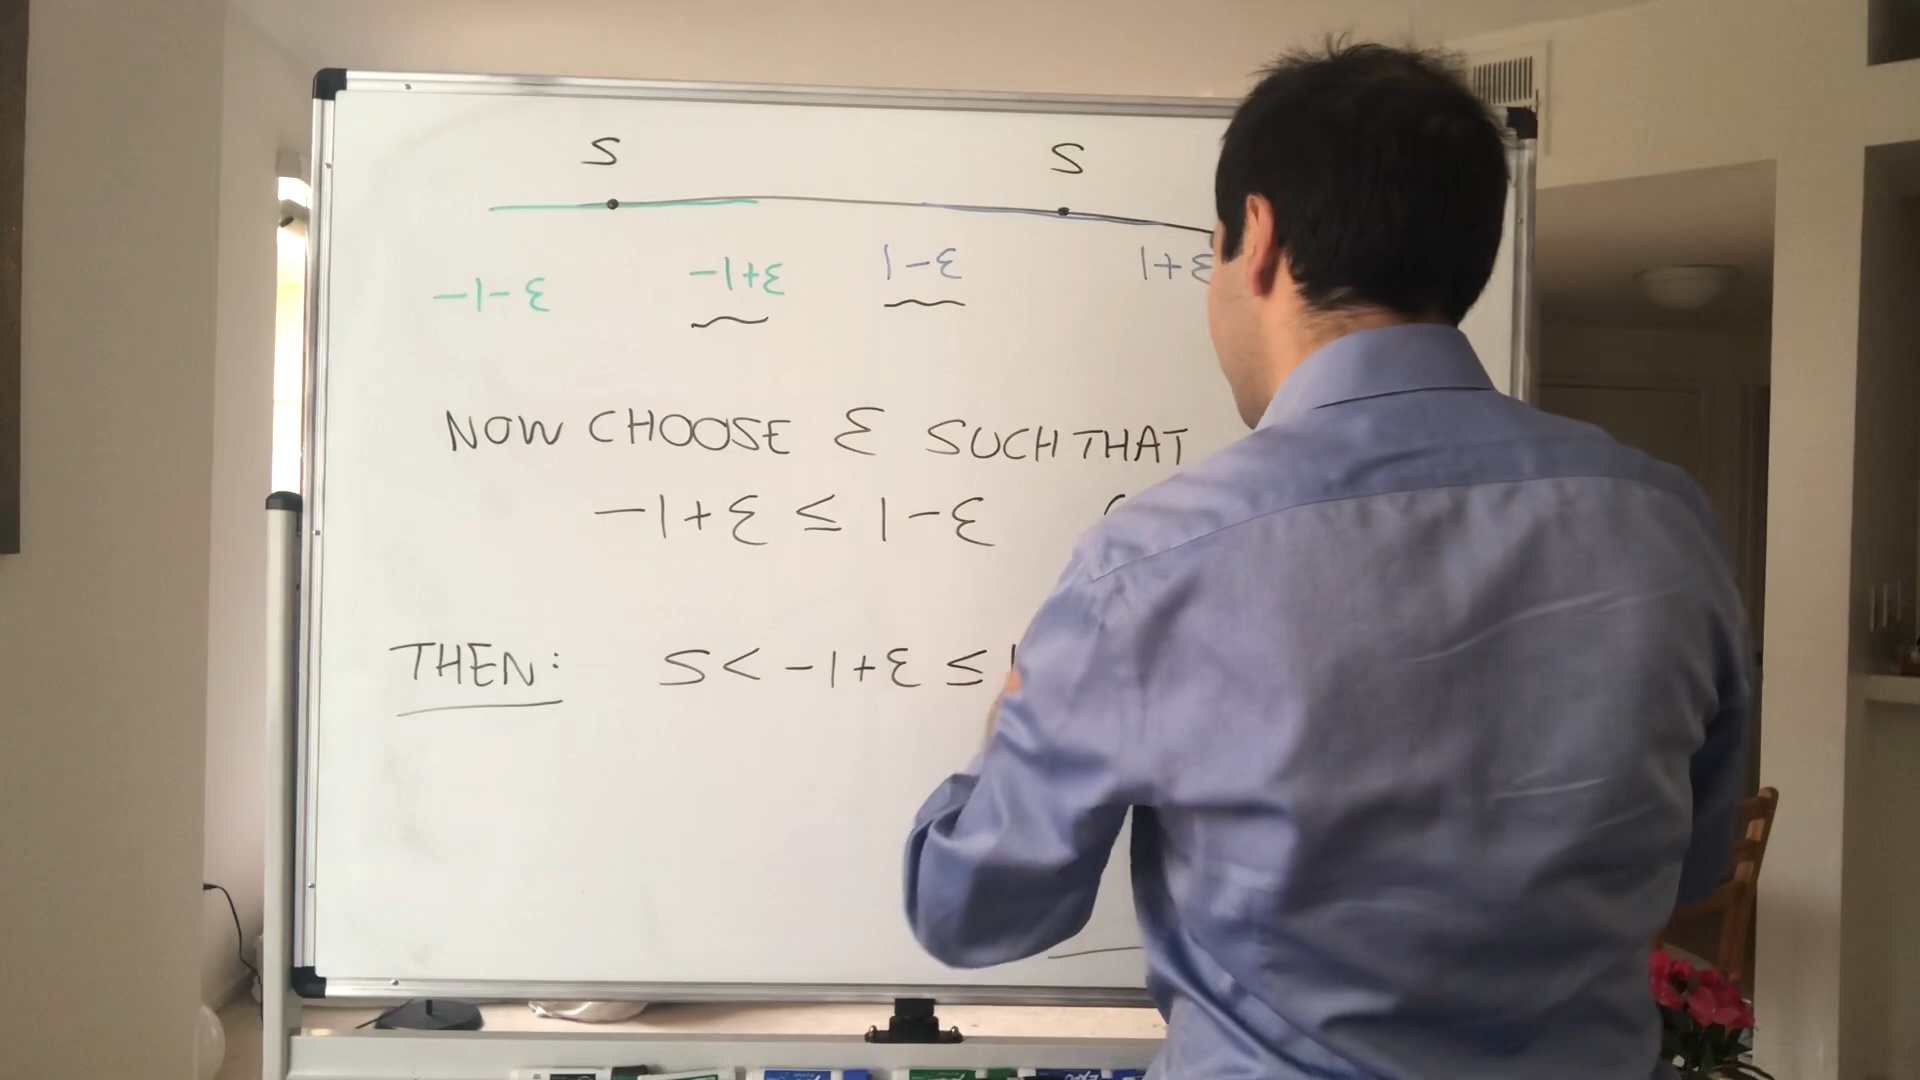 S S
-1-ε -1+ε 1-ε 1+ε
NOW CHOOSE ε SUCH THAT
-1+ε ≤ 1-ε
THEN: S < -1+ε ≤